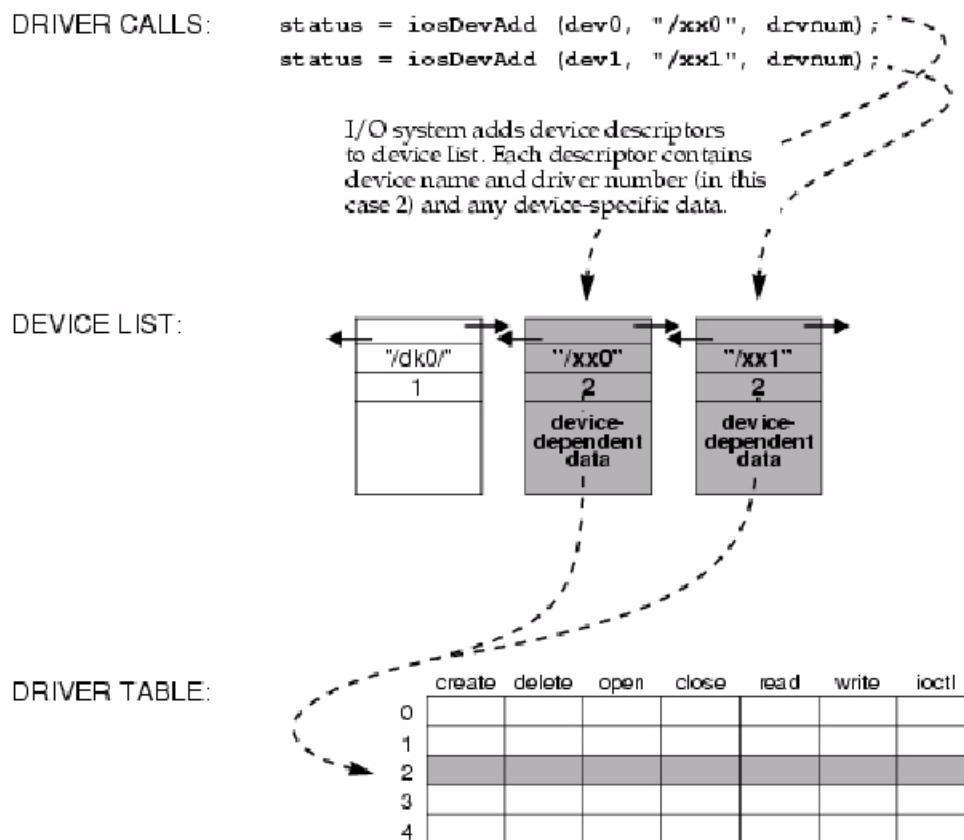 DRIVER CALLS: status = iosDevAdd (dev0, "/xx0", drvnum);
status = iosDevAdd (dev1, "/xx1", drvnum);
I/O system adds device descriptors
to device list. Each descriptor contains
device name and driver number (in this
case 2) and any device-specific data.
DEVICE LIST:
"/dk0/" "/xx0" "/xx1"
1 2 2
device- device-
dependent dependent
data data
DRIVER TABLE: create delete open close read write ioctl
0
1
2
3
4